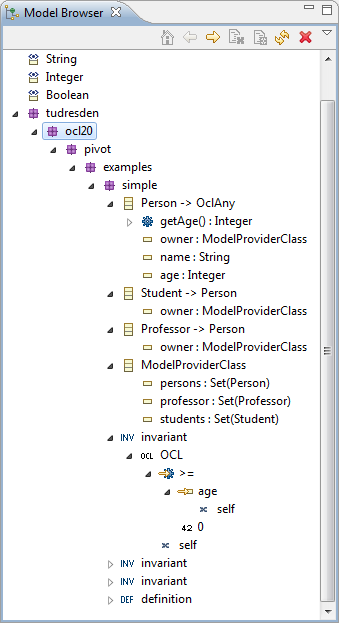 Model Browser
String
Integer
Boolean
tudresden
ocl20
pivot
examples
simple
Person -> OclAny
getAge() : Integer
owner : ModelProviderClass
name : String
age : Integer
Student -> Person
owner : ModelProviderClass
Professor -> Person
owner : ModelProviderClass
ModelProviderClass
persons : Set(Person)
professor : Set(Professor)
students : Set(Student)
INV invariant
OCL OCL
>=
age
self
42 0
self
INV invariant
INV invariant
DEF definition